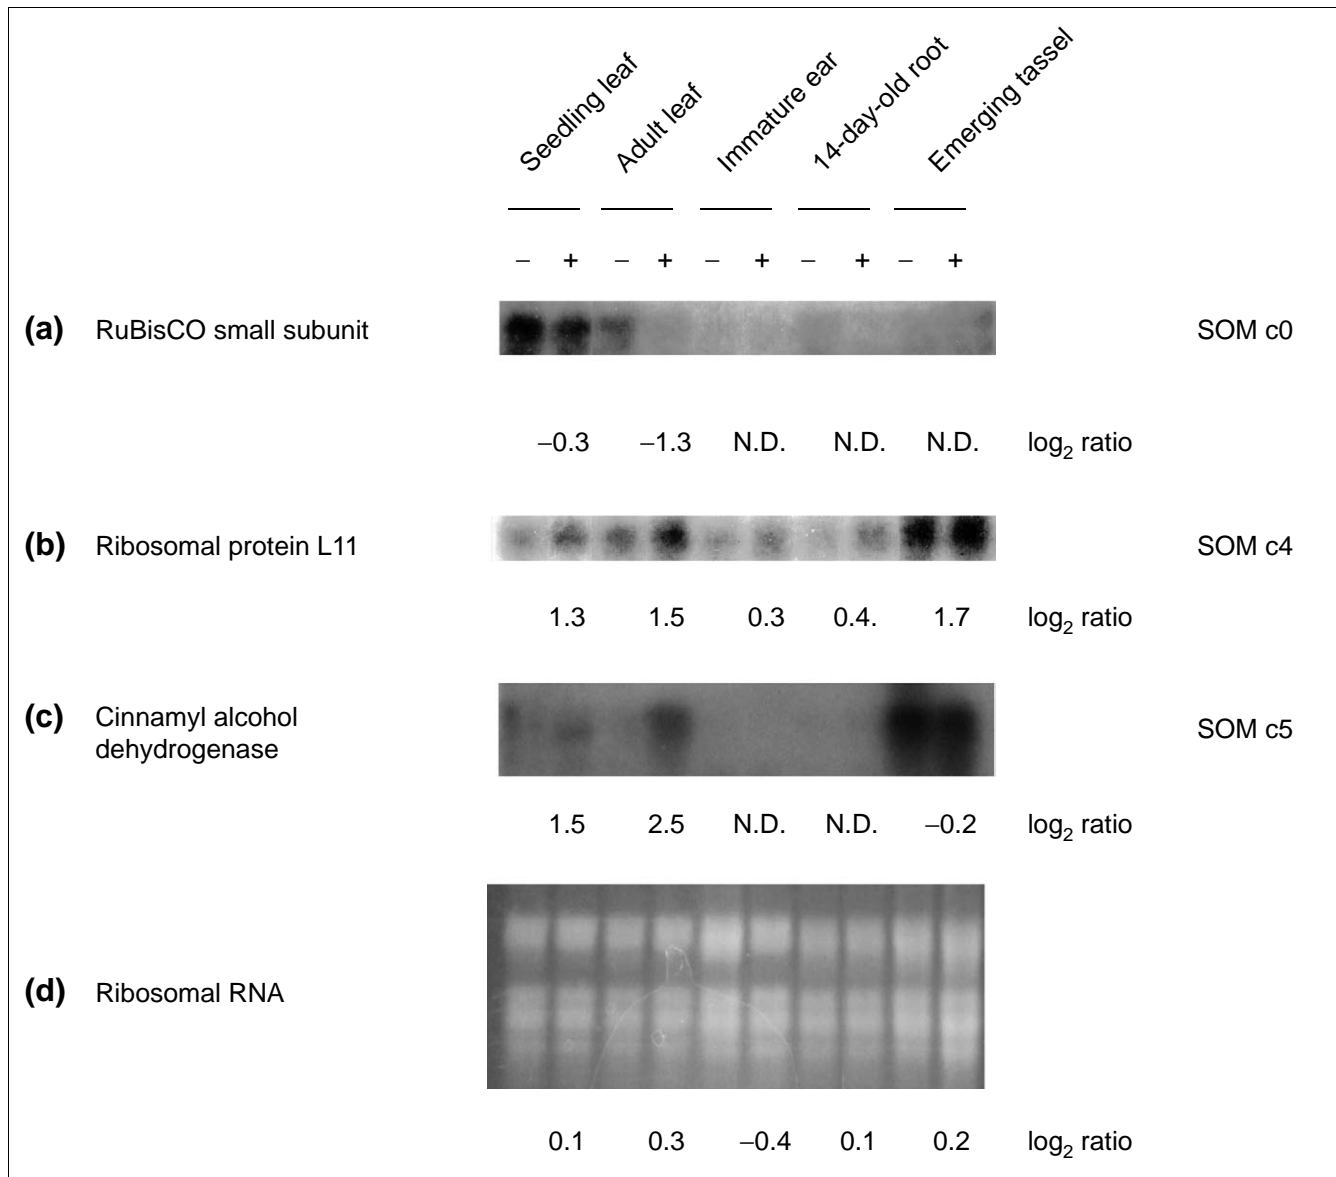 Seedling leaf
Adult leaf
Immature ear
14-day-old root
Emerging tassel
– + – + – + – + – +
(a) RuBisCO small subunit SOM c0
–0.3 –1.3 N.D. N.D. N.D. log2 ratio
(b) Ribosomal protein L11 SOM c4
1.3 1.5 0.3 0.4. 1.7 log2 ratio
(c) Cinnamyl alcohol SOM c5
dehydrogenase
1.5 2.5 N.D. N.D. –0.2 log2 ratio
(d) Ribosomal RNA
0.1 0.3 –0.4 0.1 0.2 log2 ratio